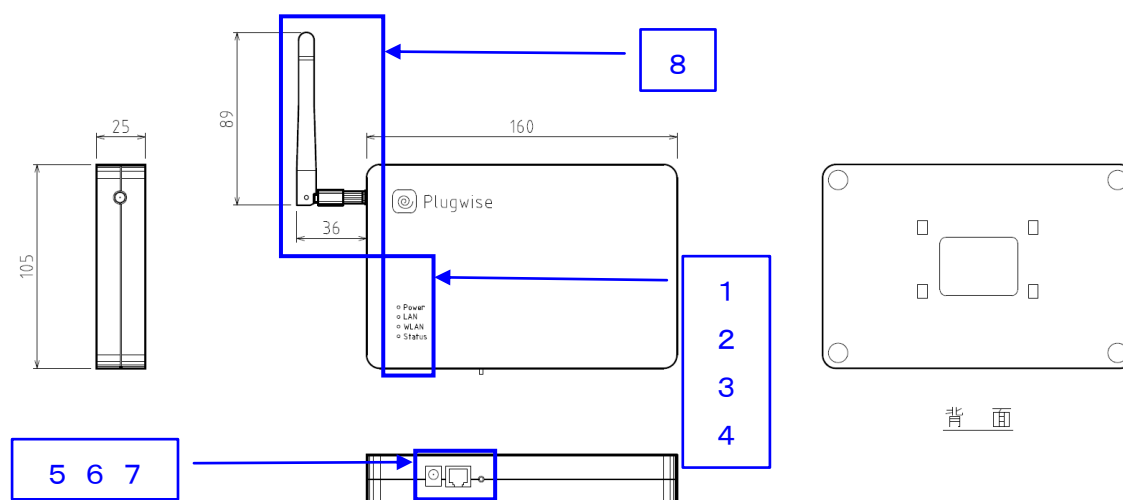 8
25
160
89
Plugwise
36
105
Power
LAN
WLAN
Status
1
2
3
4
背 面
5 6 7